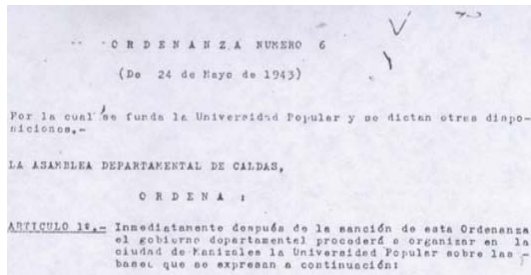 ORDENANZA NUMERO 6
(De 24 de Mayo de 1943)
Por la cual se funda la Universidad Popular y se dictan otras dispo-
siciones.-
LA ASAMBLEA DEPARTAMENTAL DE CALDAS,
ORDENA :
ARTICULO 1º.- Inmediatamente después de la sanción de esta Ordenanza
el gobierno departamental procederá a organizar en la
ciudad de Manizales la Universidad Popular sobre las
bases que se expresan a continuación: